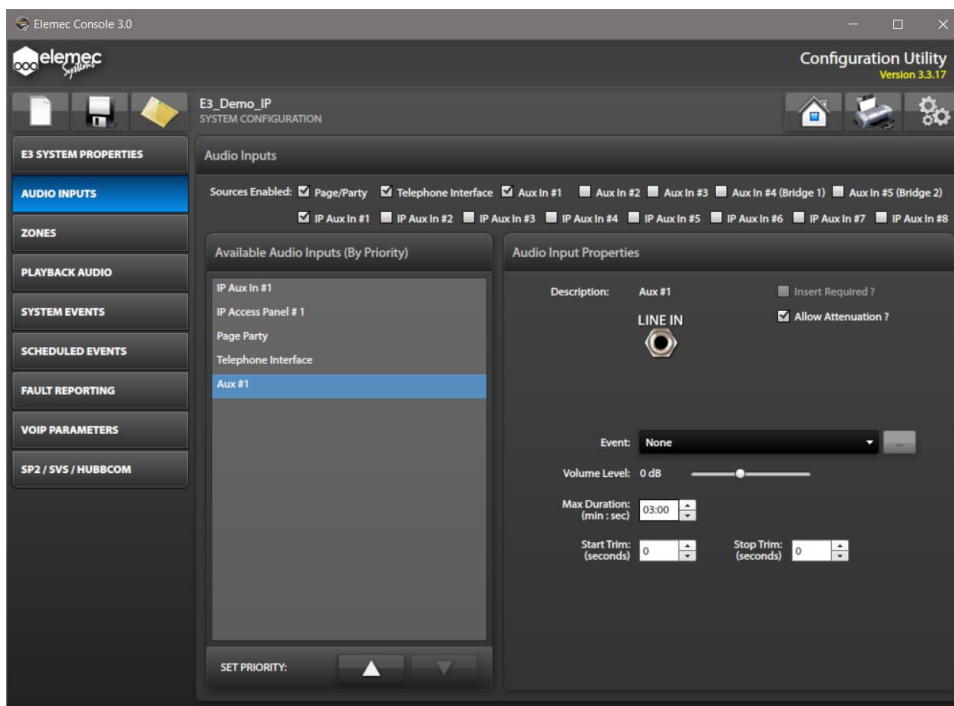 Elemec Console 3.0
elemec
Systems
Configuration Utility
Version 3.3.17
E3_Demo_IP
SYSTEM CONFIGURATION
E3 SYSTEM PROPERTIES
AUDIO INPUTS
ZONES
PLAYBACK AUDIO
SYSTEM EVENTS
SCHEDULED EVENTS
FAULT REPORTING
VOIP PARAMETERS
SP2 / SVS / HUBBCOM
Audio Inputs
Sources Enabled: Page/Party Telephone Interface Aux In #1 Aux In #2 Aux In #3 Aux In #4 (Bridge 1) Aux In #5 (Bridge 2)
IP Aux In #1 IP Aux In #2 IP Aux In #3 IP Aux In #4 IP Aux In #5 IP Aux In #6 IP Aux In #7 IP Aux In #8
Available Audio Inputs (By Priority)
IP Aux In #1
IP Access Panel # 1
Page Party
Telephone Interface
Aux #1
SET PRIORITY:
Audio Input Properties
Description: Aux #1 Insert Required ?
LINE IN Allow Attenuation ?
Event: None ...
Volume Level: 0 dB
Max Duration:
(min : sec) 03:00
Start Trim:
(seconds) 0
Stop Trim:
(seconds) 0